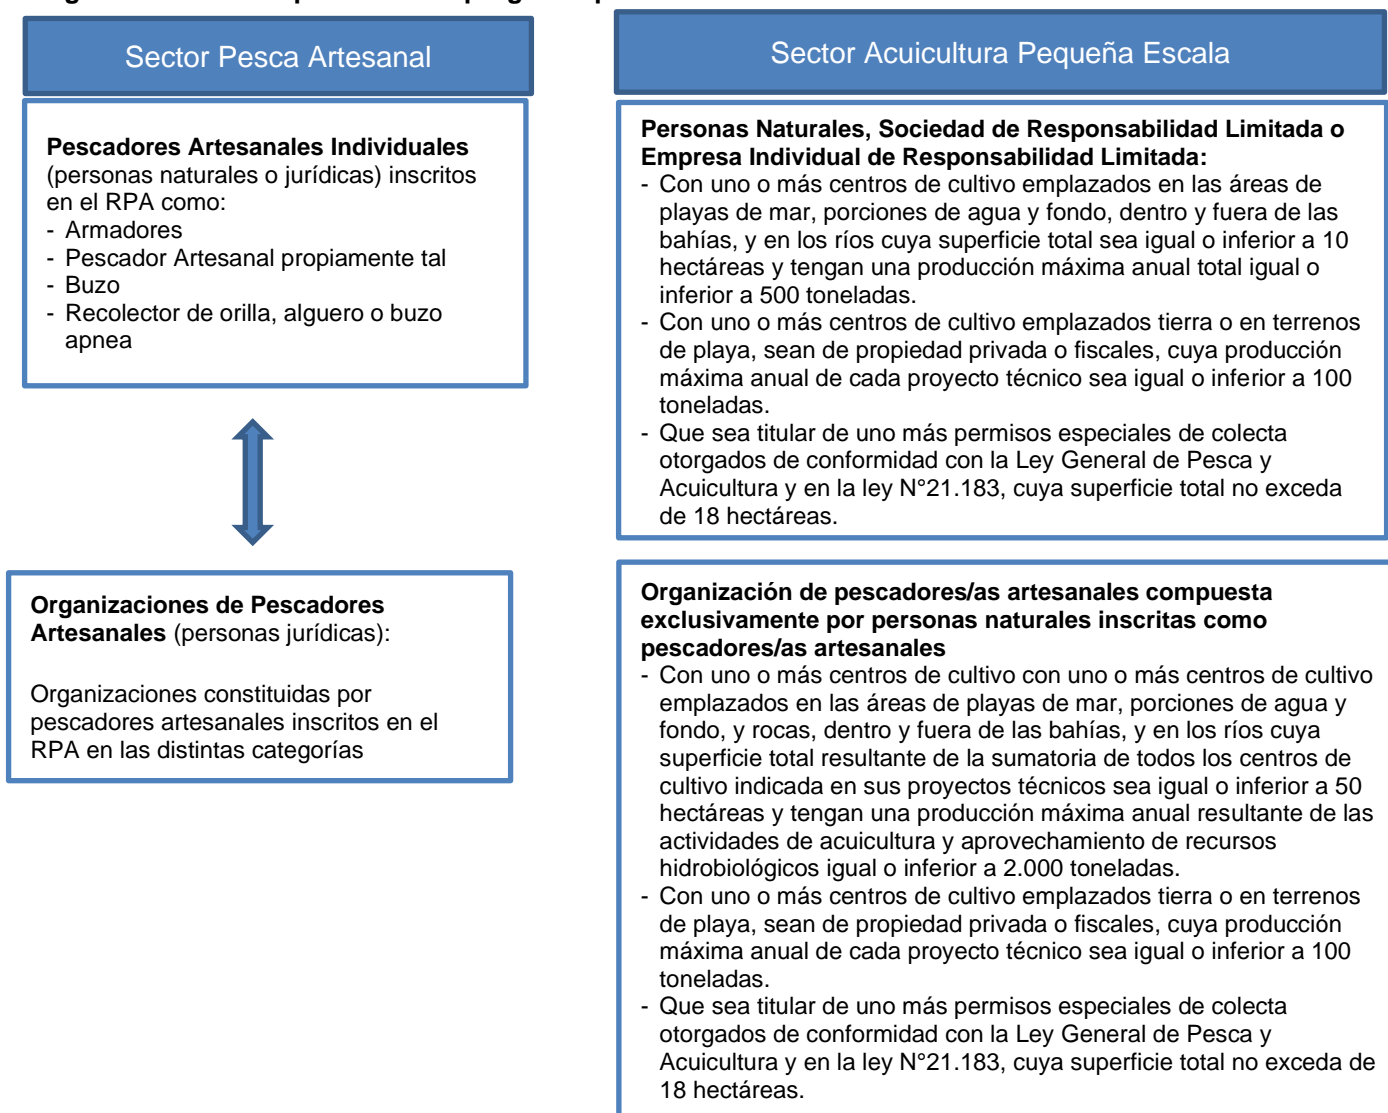 Sector Pesca Artesanal
Pescadores Artesanales Individuales
(personas naturales o jurídicas) inscritos
en el RPA como:
- Armadores
- Pescador Artesanal propiamente tal
- Buzo
- Recolector de orilla, alguero o buzo
apnea
Organizaciones de Pescadores
Artesanales (personas jurídicas):
Organizaciones constituidas por
pescadores artesanales inscritos en el
RPA en las distintas categorías
Sector Acuicultura Pequeña Escala
Personas Naturales, Sociedad de Responsabilidad Limitada o
Empresa Individual de Responsabilidad Limitada:
- Con uno o más centros de cultivo emplazados en las áreas de
playas de mar, porciones de agua y fondo, dentro y fuera de las
bahías, y en los ríos cuya superficie total sea igual o inferior a 10
hectáreas y tengan una producción máxima anual total igual o
inferior a 500 toneladas.
- Con uno o más centros de cultivo emplazados tierra o en terrenos
de playa, sean de propiedad privada o fiscales, cuya producción
máxima anual de cada proyecto técnico sea igual o inferior a 100
toneladas.
- Que sea titular de uno más permisos especiales de colecta
otorgados de conformidad con la Ley General de Pesca y
Acuicultura y en la ley N°21.183, cuya superficie total no exceda
de 18 hectáreas.
Organización de pescadores/as artesanales compuesta
exclusivamente por personas naturales inscritas como
pescadores/as artesanales
- Con uno o más centros de cultivo con uno o más centros de cultivo
emplazados en las áreas de playas de mar, porciones de agua y
fondo, y rocas, dentro y fuera de las bahías, y en los ríos cuya
superficie total resultante de la sumatoria de todos los centros de
cultivo indicada en sus proyectos técnicos sea igual o inferior a 50
hectáreas y tengan una producción máxima anual resultante de las
actividades de acuicultura y aprovechamiento de recursos
hidrobiológicos igual o inferior a 2.000 toneladas.
- Con uno o más centros de cultivo emplazados tierra o en terrenos
de playa, sean de propiedad privada o fiscales, cuya producción
máxima anual de cada proyecto técnico sea igual o inferior a 100
toneladas.
- Que sea titular de uno más permisos especiales de colecta
otorgados de conformidad con la Ley General de Pesca y
Acuicultura y en la ley N°21.183, cuya superficie total no exceda de
18 hectáreas.